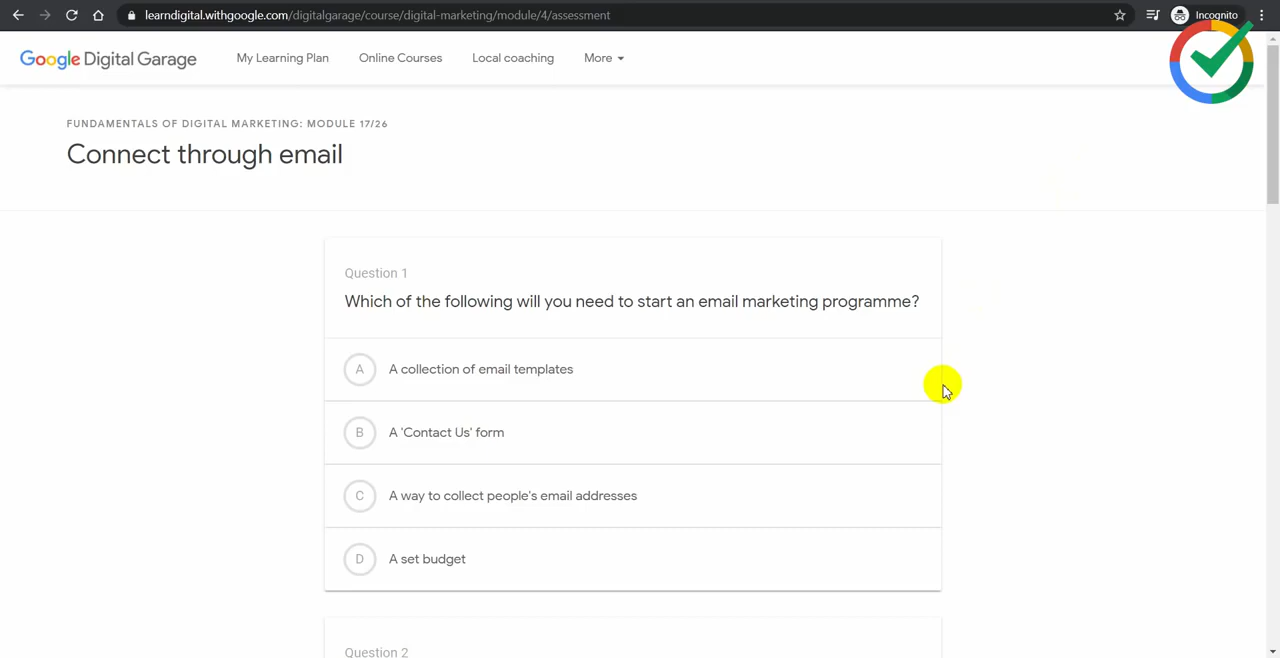 learndigital.withgoogle.com/digitalgarage/course/digital-marketing/module/4/assessment
Incognito
Google Digital Garage
My Learning Plan
Online Courses
Local coaching
More
FUNDAMENTALS OF DIGITAL MARKETING: MODULE 17/26
Connect through email
Question 1
Which of the following will you need to start an email marketing programme?
A
A collection of email templates
B
A 'Contact Us' form
C
A way to collect people's email addresses
D
A set budget
Question 2